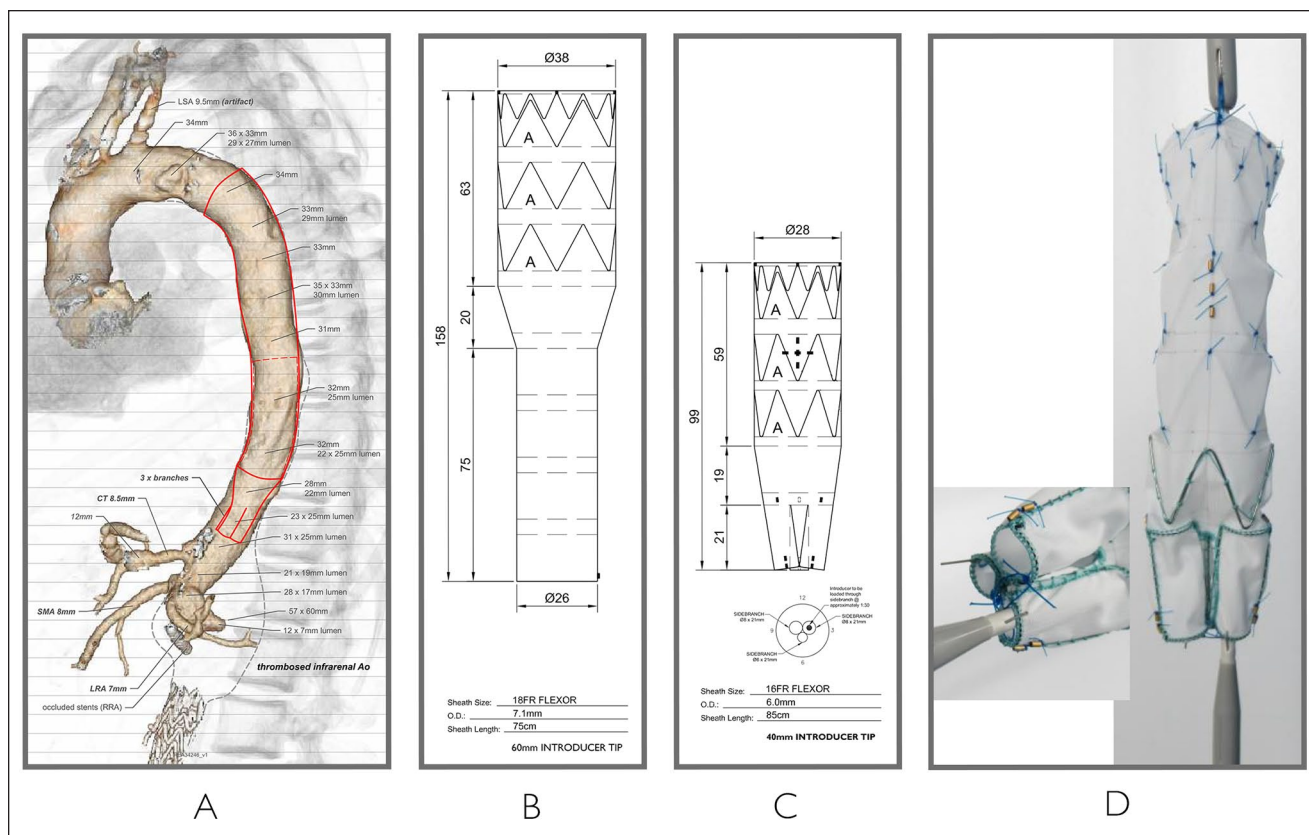 LSA 9.5mm (artifact)
34mm
36 x 33mm
29 x 27mm lumen
34mm
33mm
29mm lumen
33mm
35 x 33mm
30mm lumen
31mm
32mm
25mm lumen
32mm
22 x 25mm lumen
3 x branches
28mm
22mm lumen
CT 8.5mm
23 x 25mm lumen
12mm
31 x 25mm lumen
21 x 19mm lumen
28 x 17mm lumen
SMA 8mm
57 x 60mm
12 x 7mm lumen
thrombosed infrarenal Ao
LRA 7mm
occluded stents (RRA)
A
Ø38
A
A
A
63
20
158
75
Ø26
Sheath Size: 18FR FLEXOR
O.D.: 7.1mm
Sheath Length: 75cm
60mm INTRODUCER TIP
B
Ø28
A
A
A
59
99
19
21
Introducer to be
loaded through
sidebranch @
approximately 1:30
12
SIDEBRANCH
Ø8 x 21mm
SIDEBRANCH
Ø8 x 21mm
9
3
SIDEBRANCH
Ø6 x 21mm
6
Sheath Size: 16FR FLEXOR
O.D.: 6.0mm
Sheath Length: 85cm
40mm INTRODUCER TIP
C
D